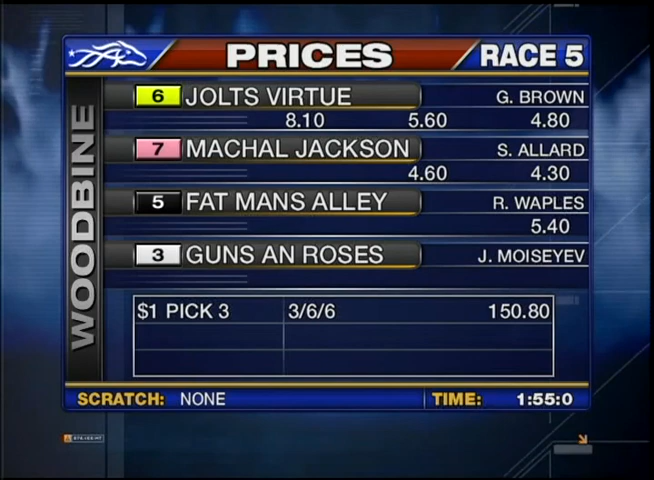 PRICES
RACE 5
WOODBINE
6 JOLTS VIRTUE G. BROWN
8.10 5.60 4.80
7 MACHAL JACKSON S. ALLARD
4.60 4.30
5 FAT MANS ALLEY R. WAPLES
5.40
3 GUNS AN ROSES J. MOISEYEV
$1 PICK 3 3/6/6 150.80
SCRATCH: NONE TIME: 1:55:0